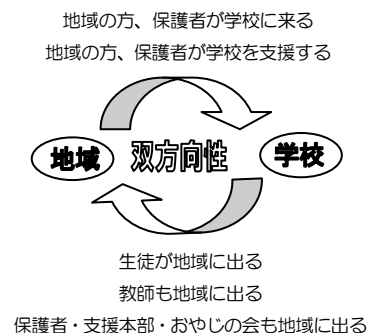 地域の方、保護者が学校に来る
地域の方、保護者が学校を支援する
地域 双方向性 学校
生徒が地域に出る
教師も地域に出る
保護者・支援本部・おやじの会も地域に出る